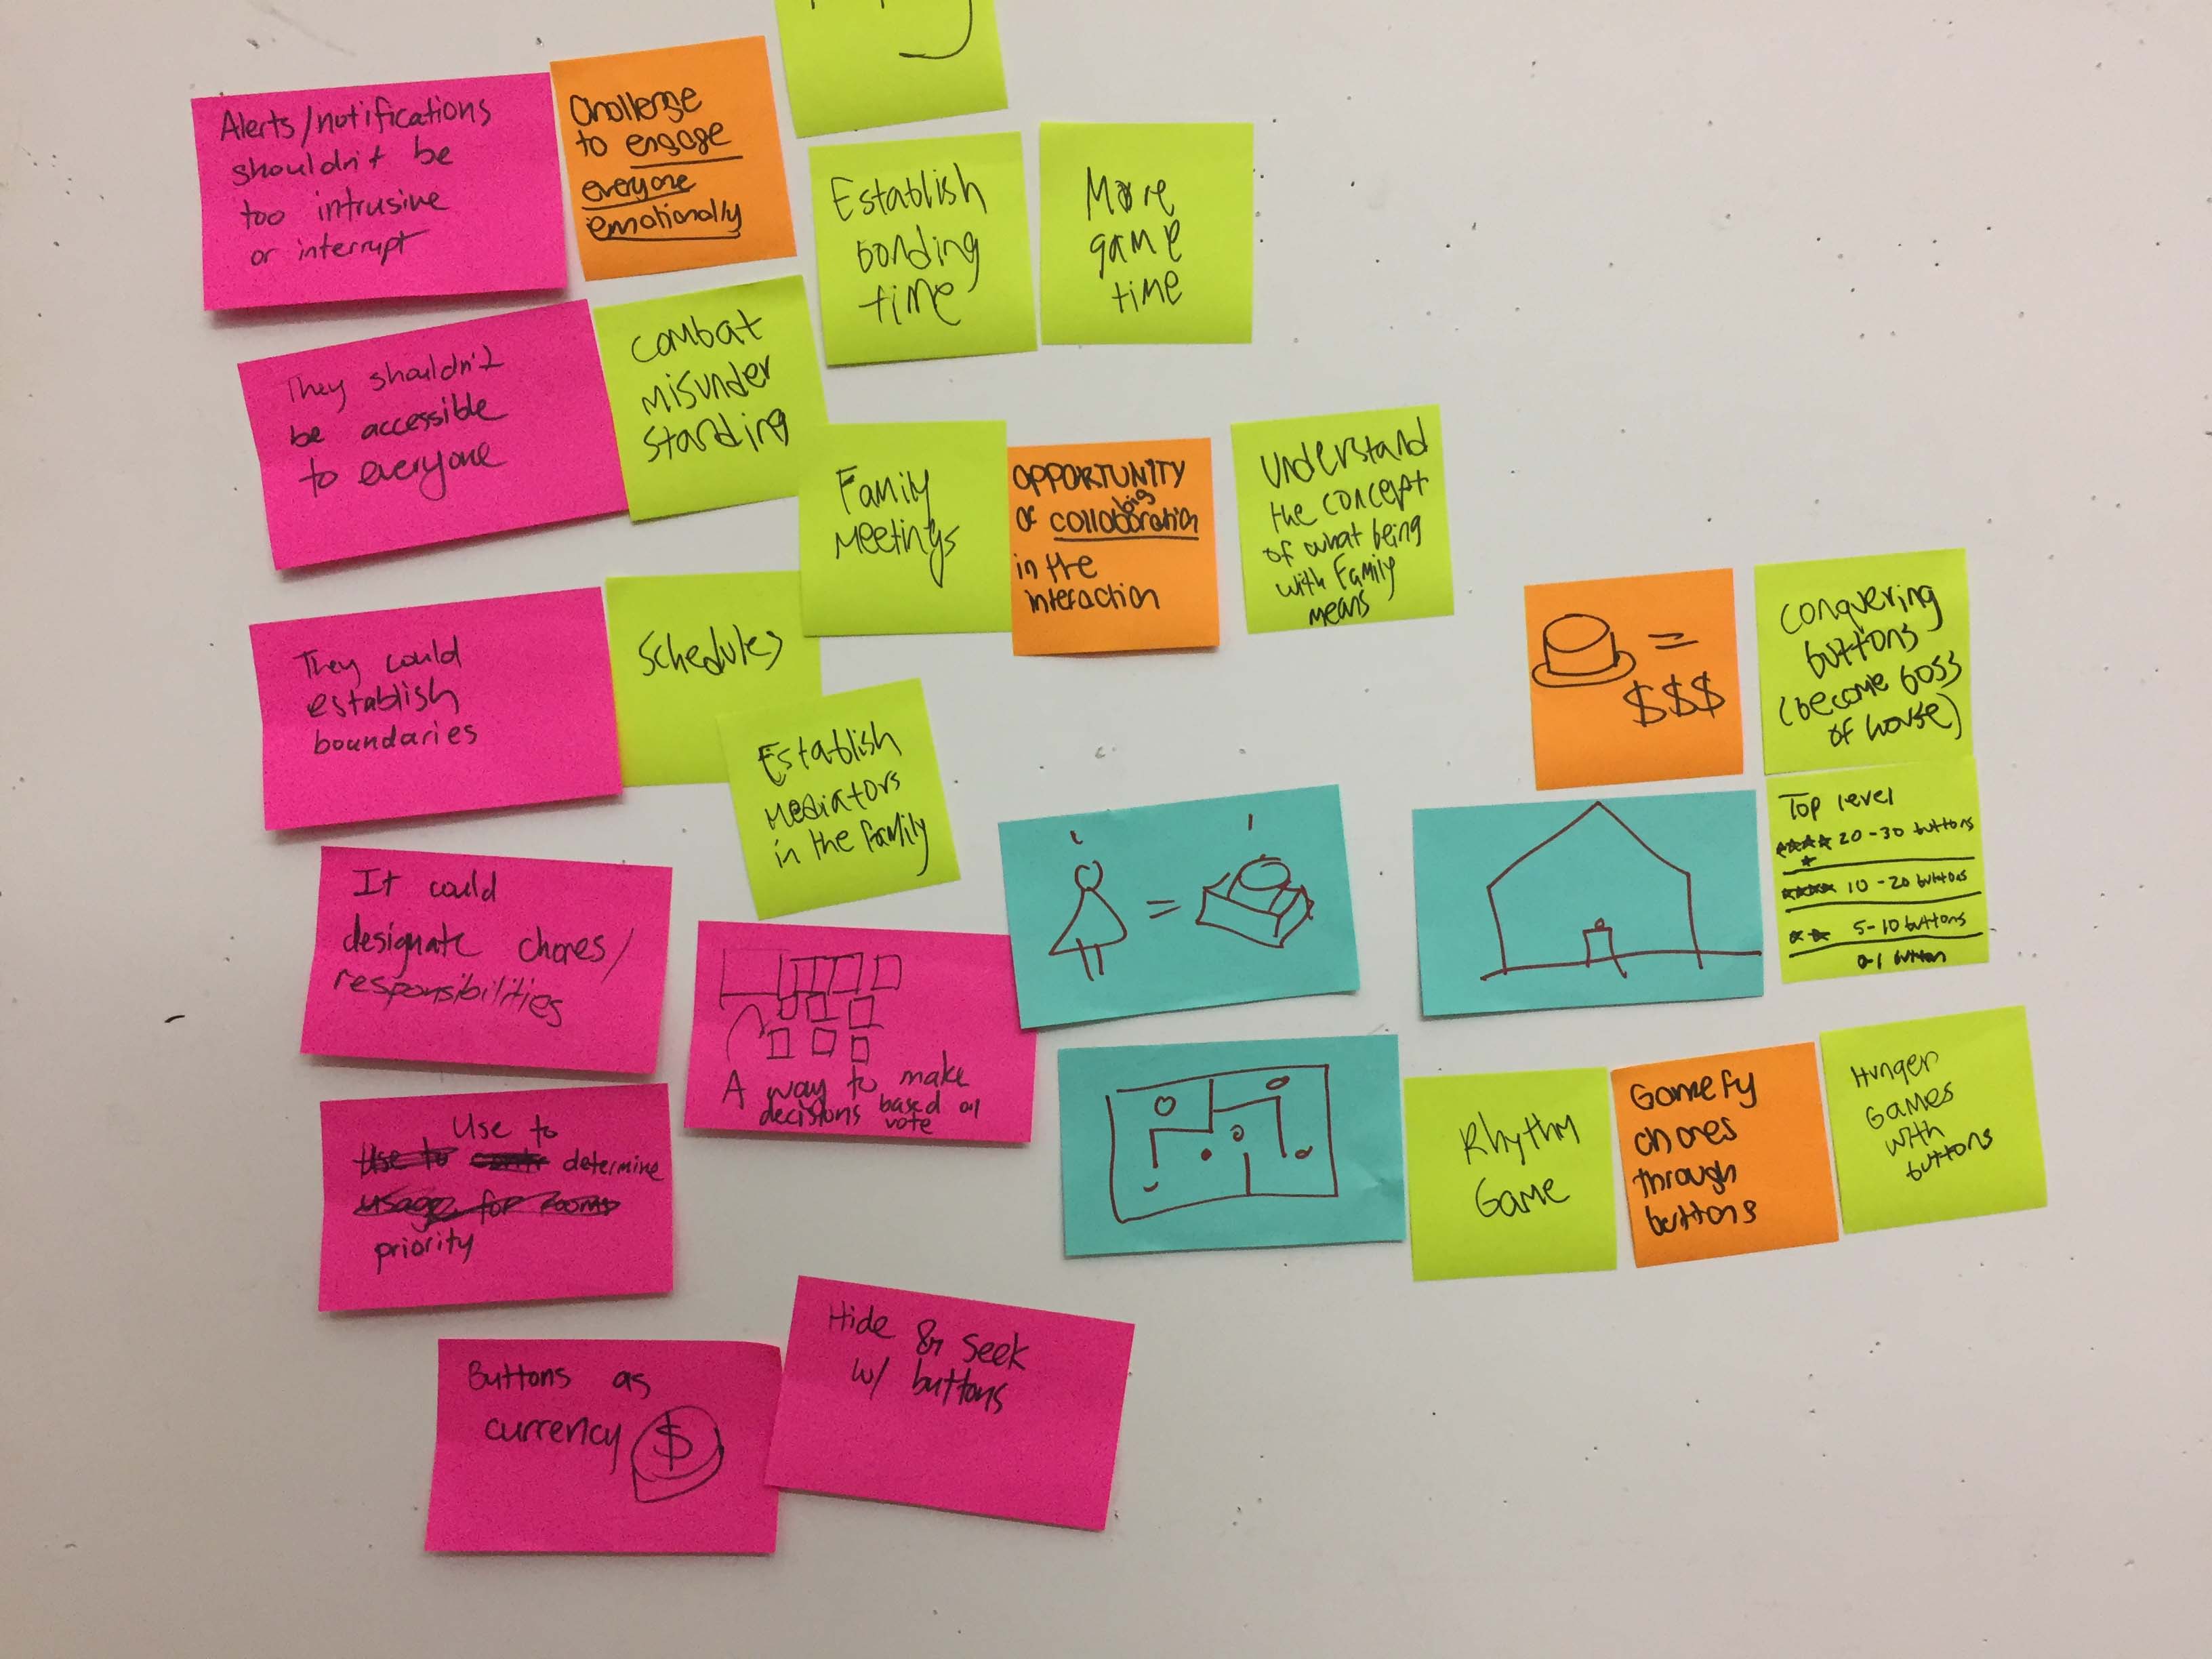 Alerts/notifications
shouldn't be
too intrusive
or interrupt
Challenge
to engage
everyone
emotionally
Establish
bonding
time
More
game
time
They shouldn't
be accessible
to everyone
Combat
misunder
standing
Family
Meetings
OPPORTUNITY
of big collaboration
in the
interaction
Understand
the concept
of what being
with Family
means
They could
establish
boundaries
Schedules
Establish
Mediators
in the family
=
$$$
Conquering
buttons
(become boss
of house)
Top level
20-30 buttons
10-20 buttons
5-10 buttons
0-1 button
=
It could
designate chores/
responsibilities
A way to make
decisions based on
vote
Use to
Use to determine
usage for rooms
priority
Rhythm
Game
Gamefy
chores
through
buttons
Hunger
Games
with
buttons
Buttons as
currency $
Hide & Seek
w/ buttons